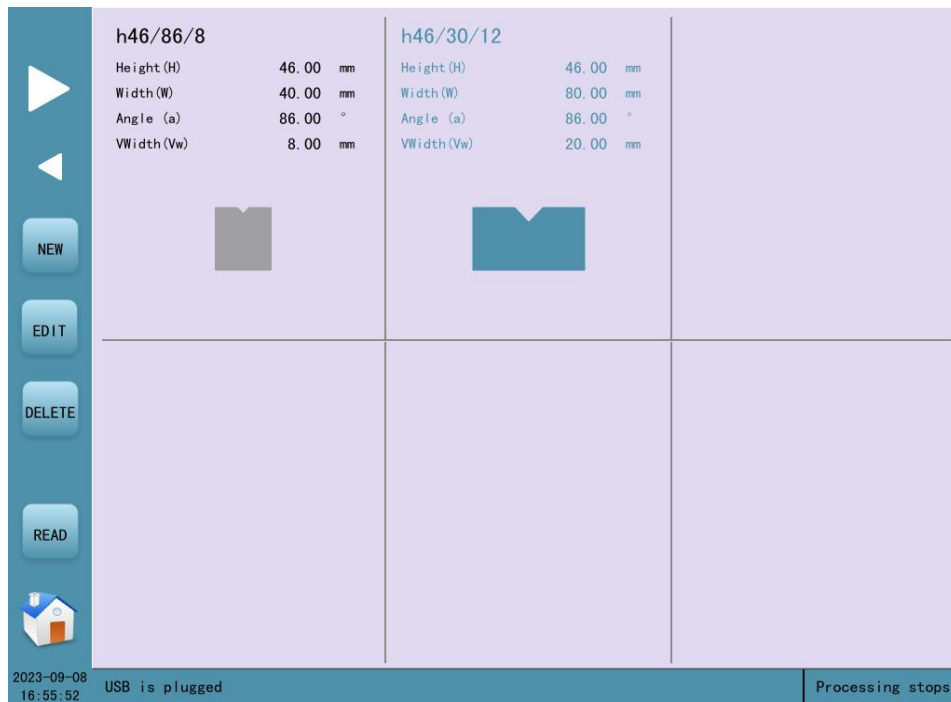 h46/86/8
Height(H) 46.00 mm
Width(W) 40.00 mm
Angle (a) 86.00 °
VWidth(Vw) 8.00 mm
h46/30/12
Height(H) 46.00 mm
Width(W) 80.00 mm
Angle (a) 86.00 °
VWidth(Vw) 20.00 mm
NEW
EDIT
DELETE
READ
2023-09-08
16:55:52
USB is plugged
Processing stops